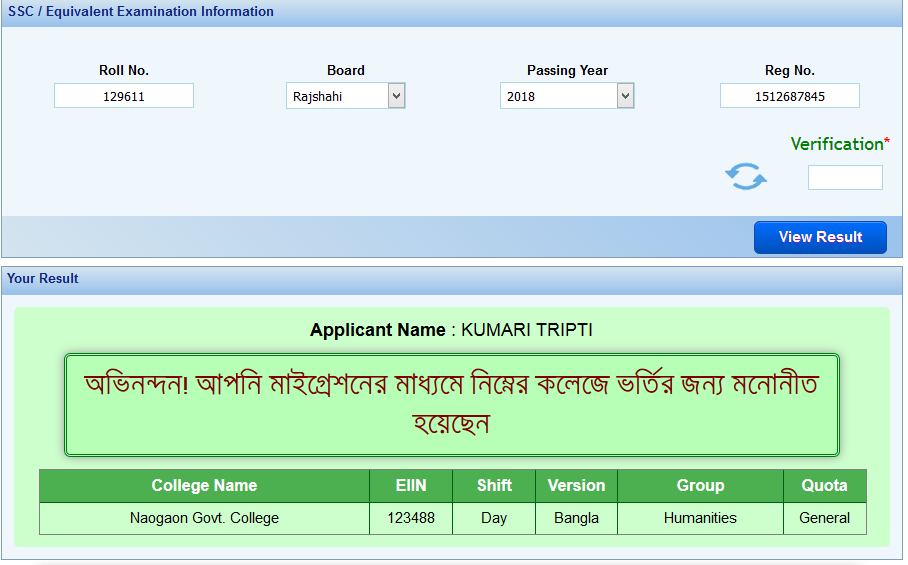 SSC / Equivalent Examination Information
Roll No. Board Passing Year Reg No.
129611 Rajshahi 2018 1512687845
Verification*
View Result
Your Result
Applicant Name : KUMARI TRIPTI
অভিনন্দন! আপনি মাইগ্রেশনের মাধ্যমে নিম্নের কলেজে ভর্তির জন্য মনোনীত
হয়েছেন
College Name EIIN Shift Version Group Quota
Naogaon Govt. College 123488 Day Bangla Humanities General